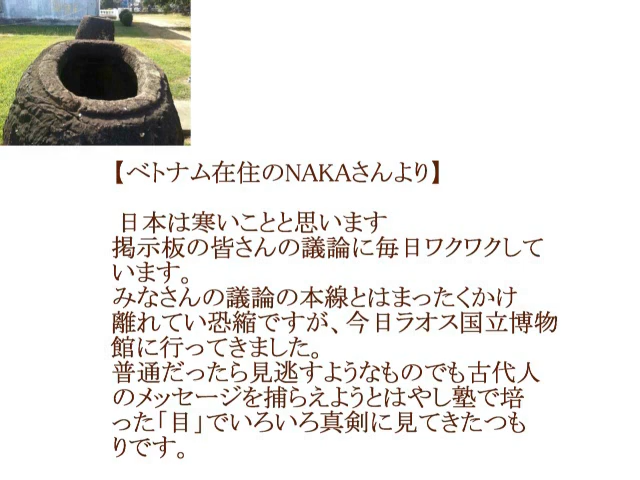 【ベトナム在住のNAKAさんより】
日本は寒いことと思います
掲示板の皆さんの議論に毎日ワクワクして
います。
みなさんの議論の本線とはまったくかけ
離れてい恐縮ですが、今日ラオス国立博物
館に行ってきました。
普通だったら見逃すようなものでも古代人
のメッセージを捕らえようとはやし塾で培
った「目」でいろいろ真剣に見てきたつも
りです。